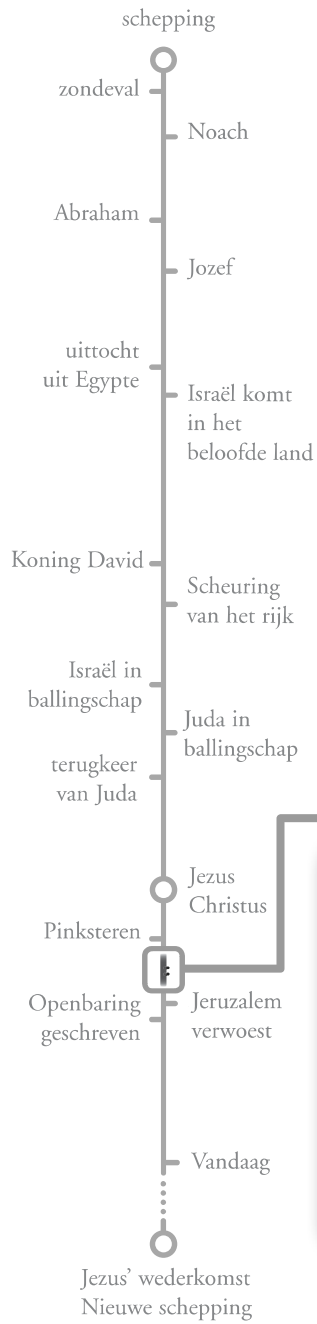 schepping
zondeval
Noach
Abraham
Jozef
uittocht
uit Egypte
Israël komt
in het
beloofde land
Koning David
Scheuring
van het rijk
Israël in
ballingschap
Juda in
ballingschap
terugkeer
van Juda
Jezus
Christus
Pinksteren
Openbaring
geschreven
Jeruzalem
verwoest
Vandaag
Jezus’ wederkomst
Nieuwe schepping